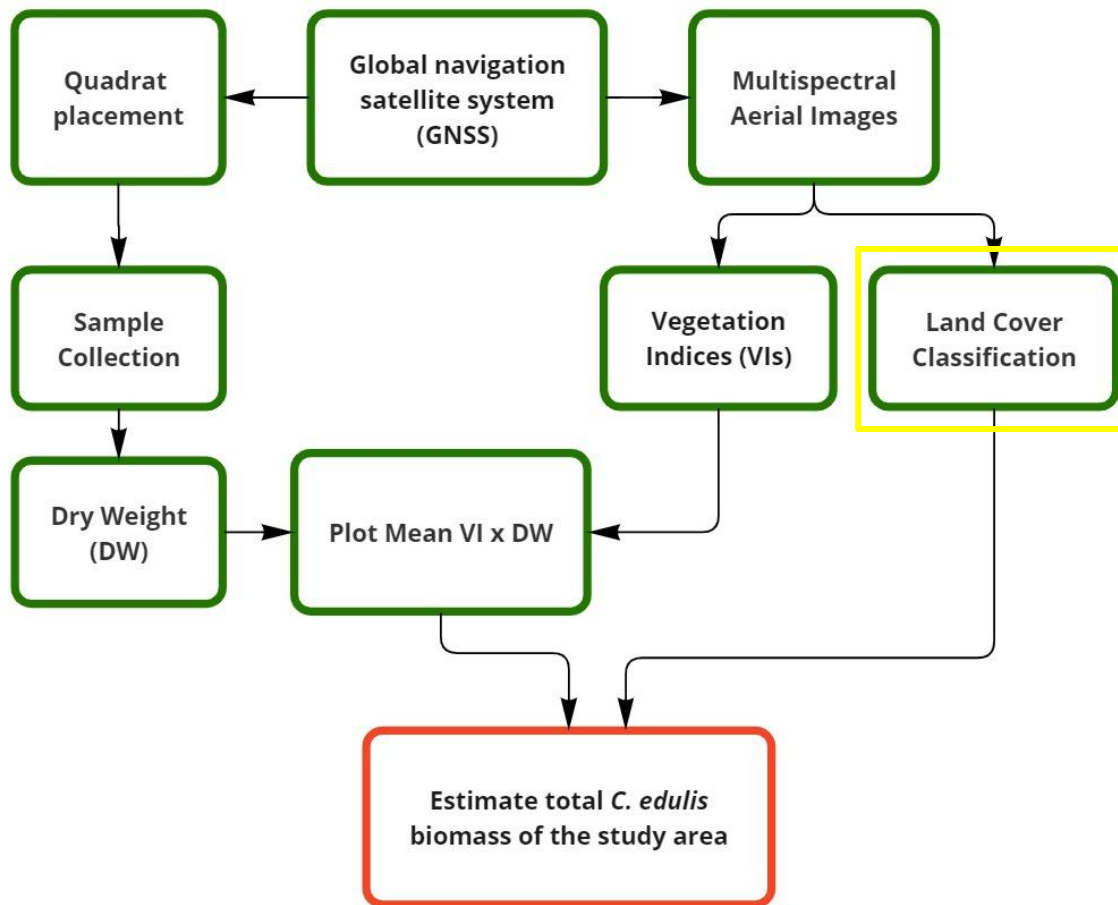 Quadrat
placement
Global navigation
satellite system
(GNSS)
Multispectral
Aerial Images
Sample
Collection
Vegetation
Indices (VIs)
Land Cover
Classification
Dry Weight
(DW)
Plot Mean VI x DW
Estimate total C. edulis
biomass of the study area